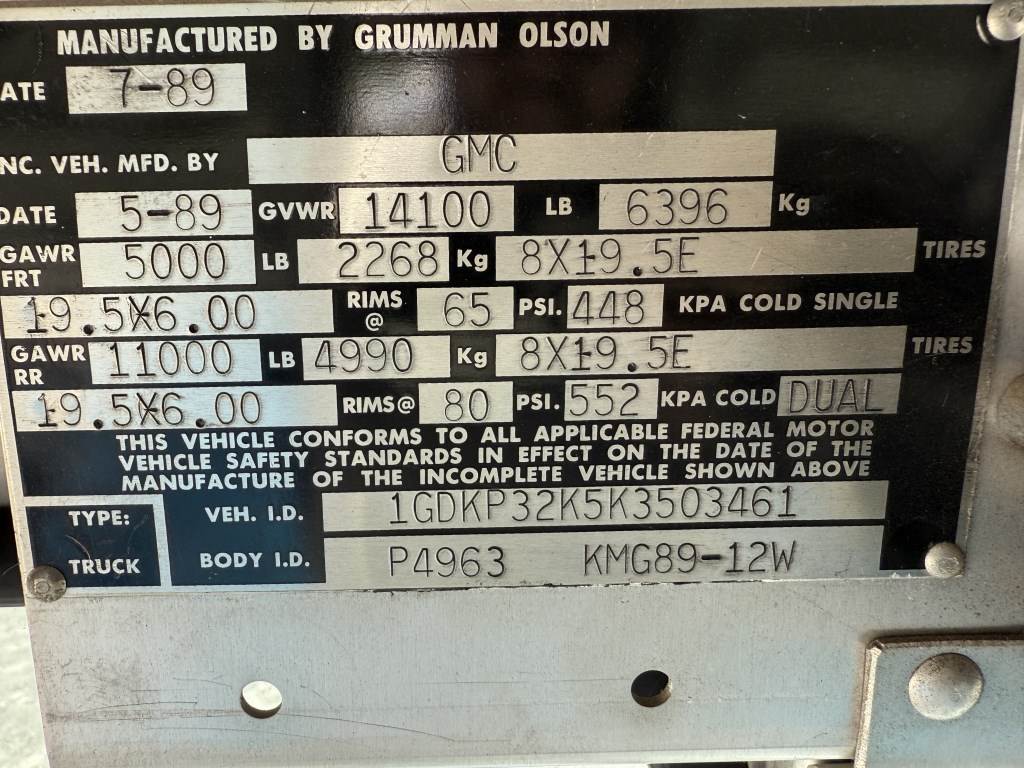 MANUFACTURED BY GRUMMAN OLSON
ATE 7-89
NC. VEH. MFD. BY GMC
DATE 5-89 GVWR 14100 LB 6396 Kg
GAWR FRT 5000 LB 2268 Kg 8X19.5E TIRES
19.5X6.00 RIMS @ 65 PSI. 448 KPA COLD SINGLE
GAWR RR 11000 LB 4990 Kg 8X19.5E TIRES
19.5X6.00 RIMS @ 80 PSI. 552 KPA COLD DUAL
THIS VEHICLE CONFORMS TO ALL APPLICABLE FEDERAL MOTOR
VEHICLE SAFETY STANDARDS IN EFFECT ON THE DATE OF THE
MANUFACTURE OF THE INCOMPLETE VEHICLE SHOWN ABOVE
TYPE: VEH. I.D. 1GDKP32K5K3503461
TRUCK BODY I.D. P4963 KMG89-12W